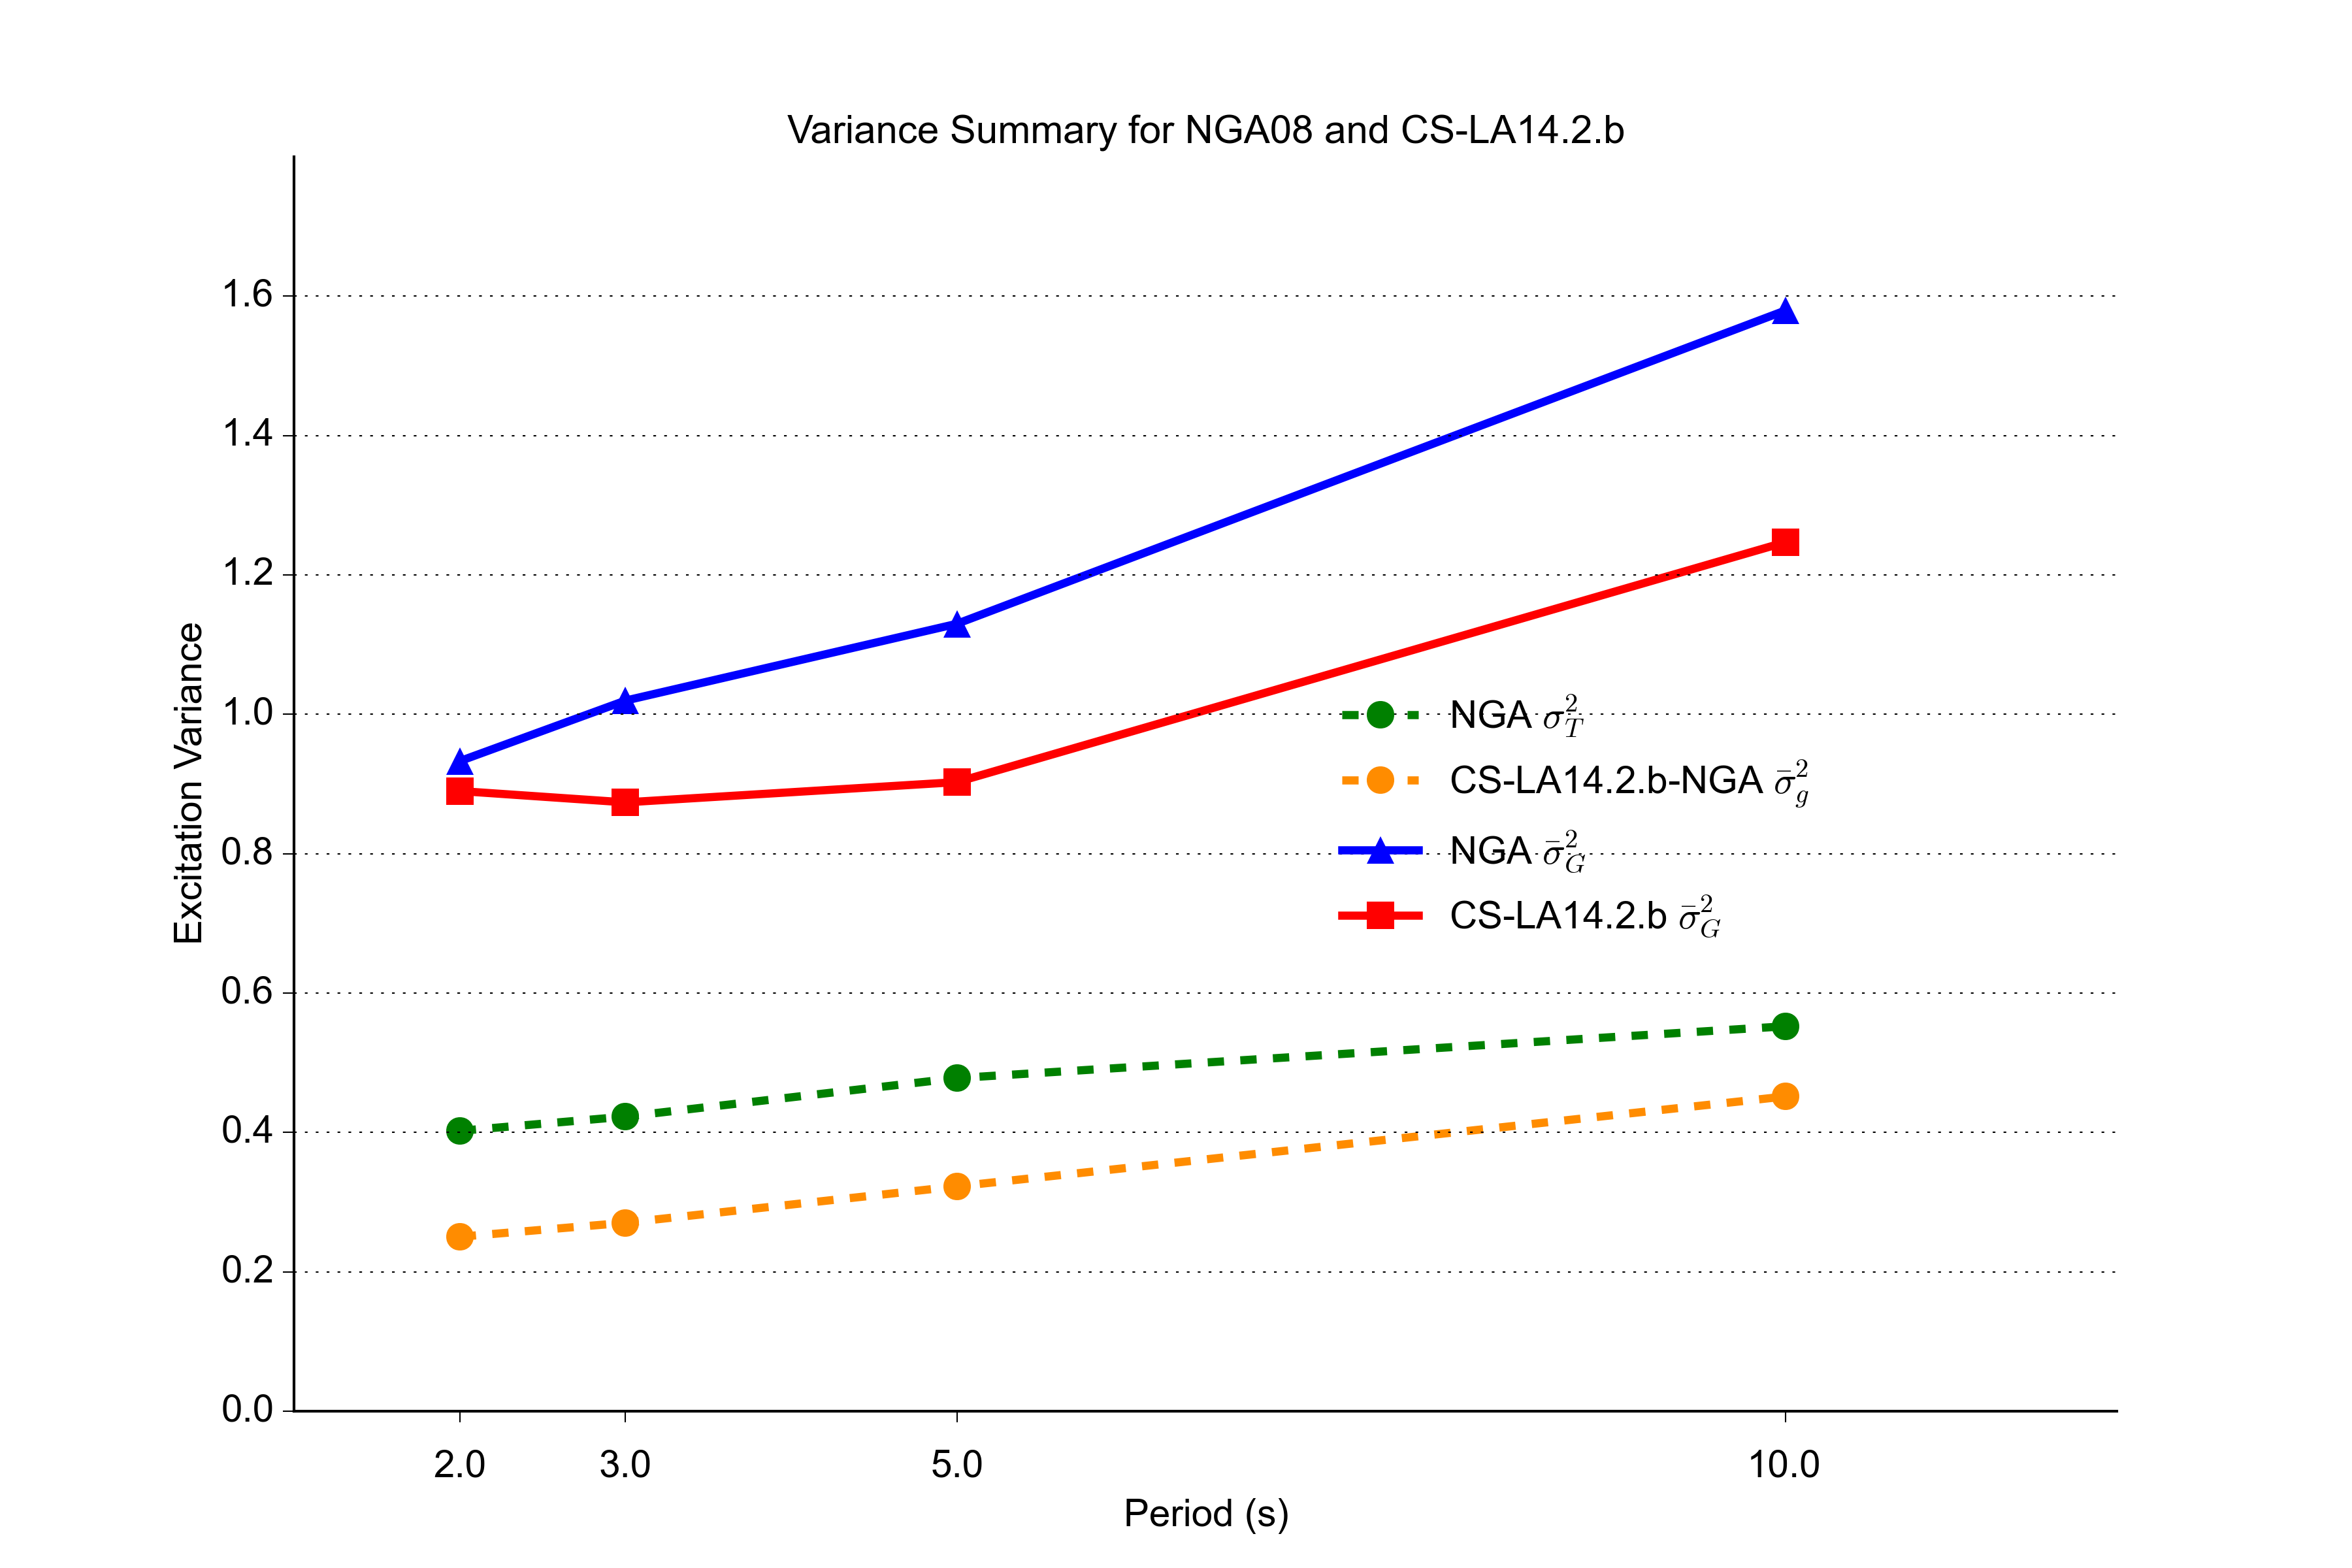 Variance Summary for NGA08 and CS-LA14.2.b
Excitation Variance
1.6
1.4
1.2
1.0
0.8
0.6
0.4
0.2
0.0
NGA σ²_T
CS-LA14.2.b-NGA σ̄²_g
NGA σ̄²_G
CS-LA14.2.b σ̄²_G
2.0 3.0 5.0 10.0
Period (s)